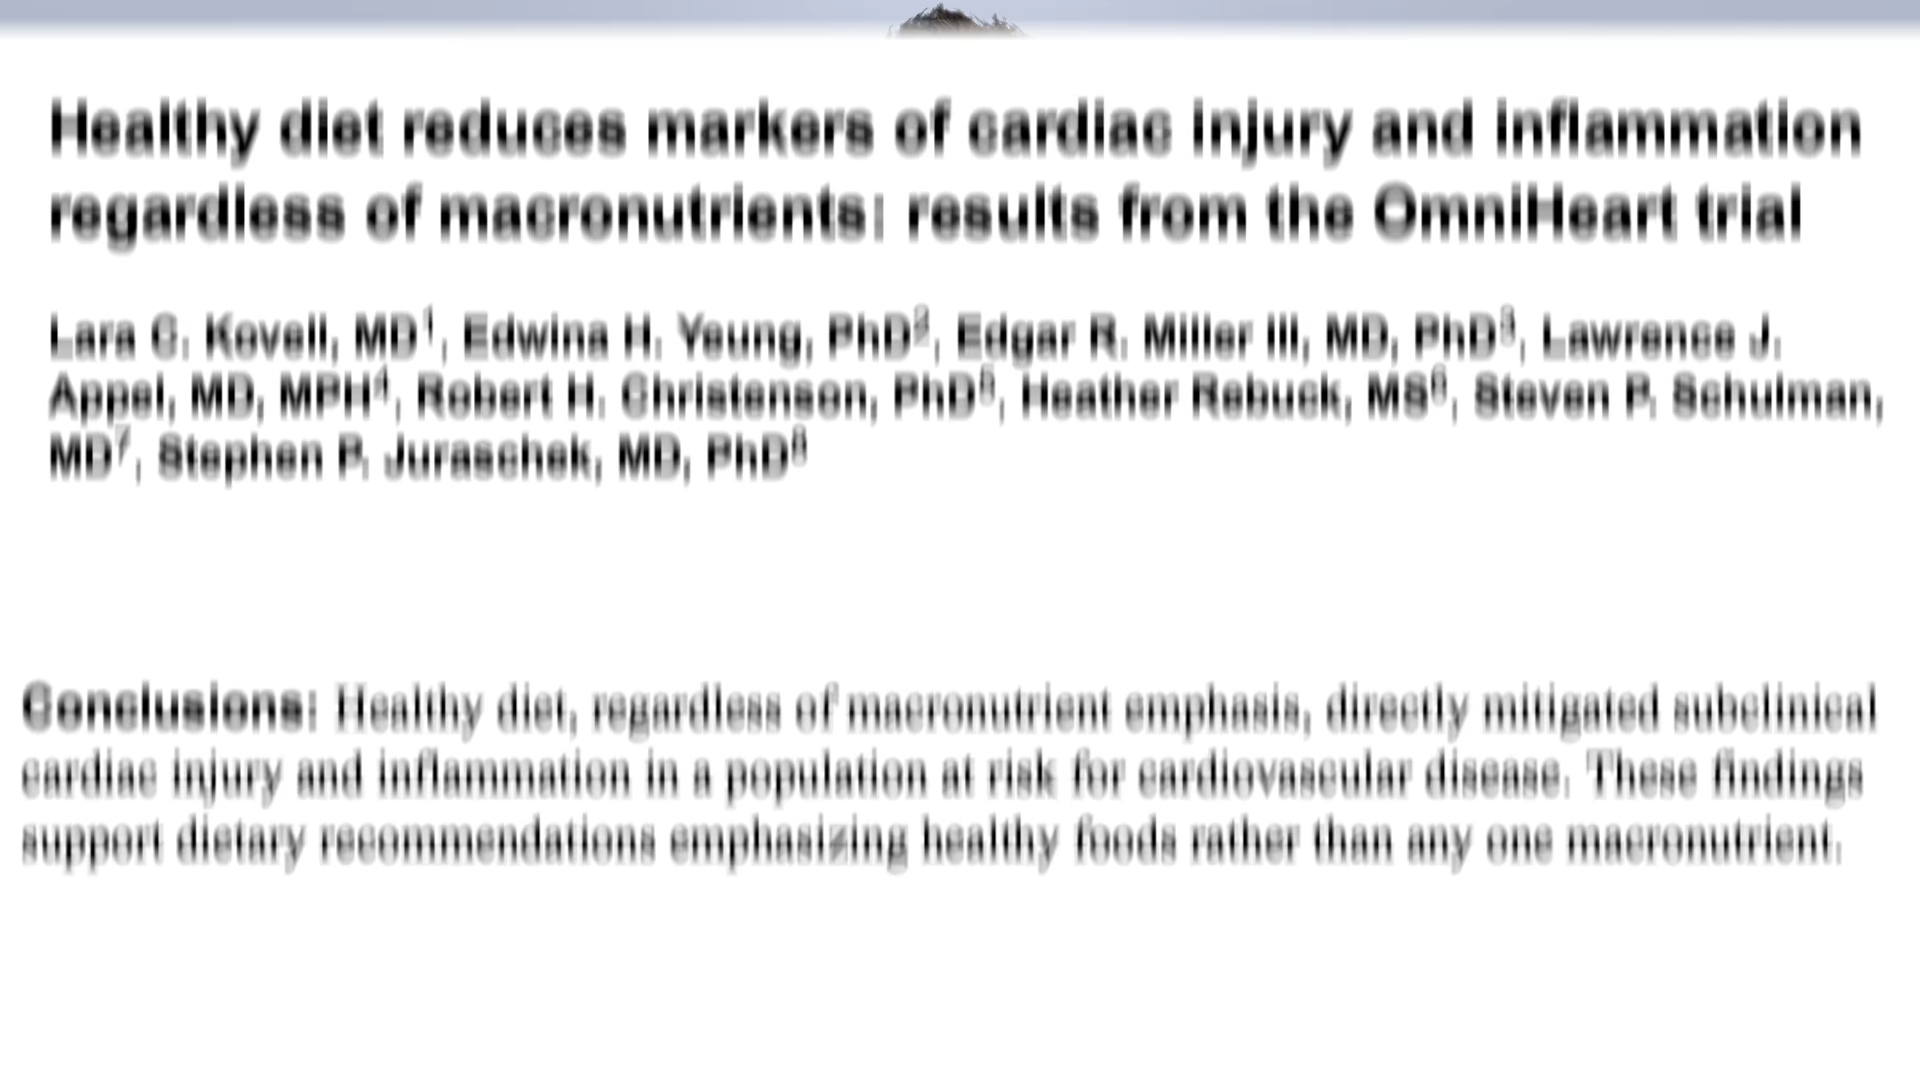 Healthy diet reduces markers of cardiac injury and inflammation
regardless of macronutrients: results from the OmniHeart trial
Lara C. Kovell, MD1, Edwina H. Yeung, PhD2, Edgar R. Miller III, MD, PhD3, Lawrence J.
Appel, MD, MPH4, Robert H. Christenson, PhD5, Heather Rebuck, MS6, Steven P. Schulman,
MD7, Stephen P. Juraschek, MD, PhD8
Conclusions: Healthy diet, regardless of macronutrient emphasis, directly mitigated subclinical
cardiac injury and inflammation in a population at risk for cardiovascular disease. These findings
support dietary recommendations emphasizing healthy foods rather than any one macronutrient.